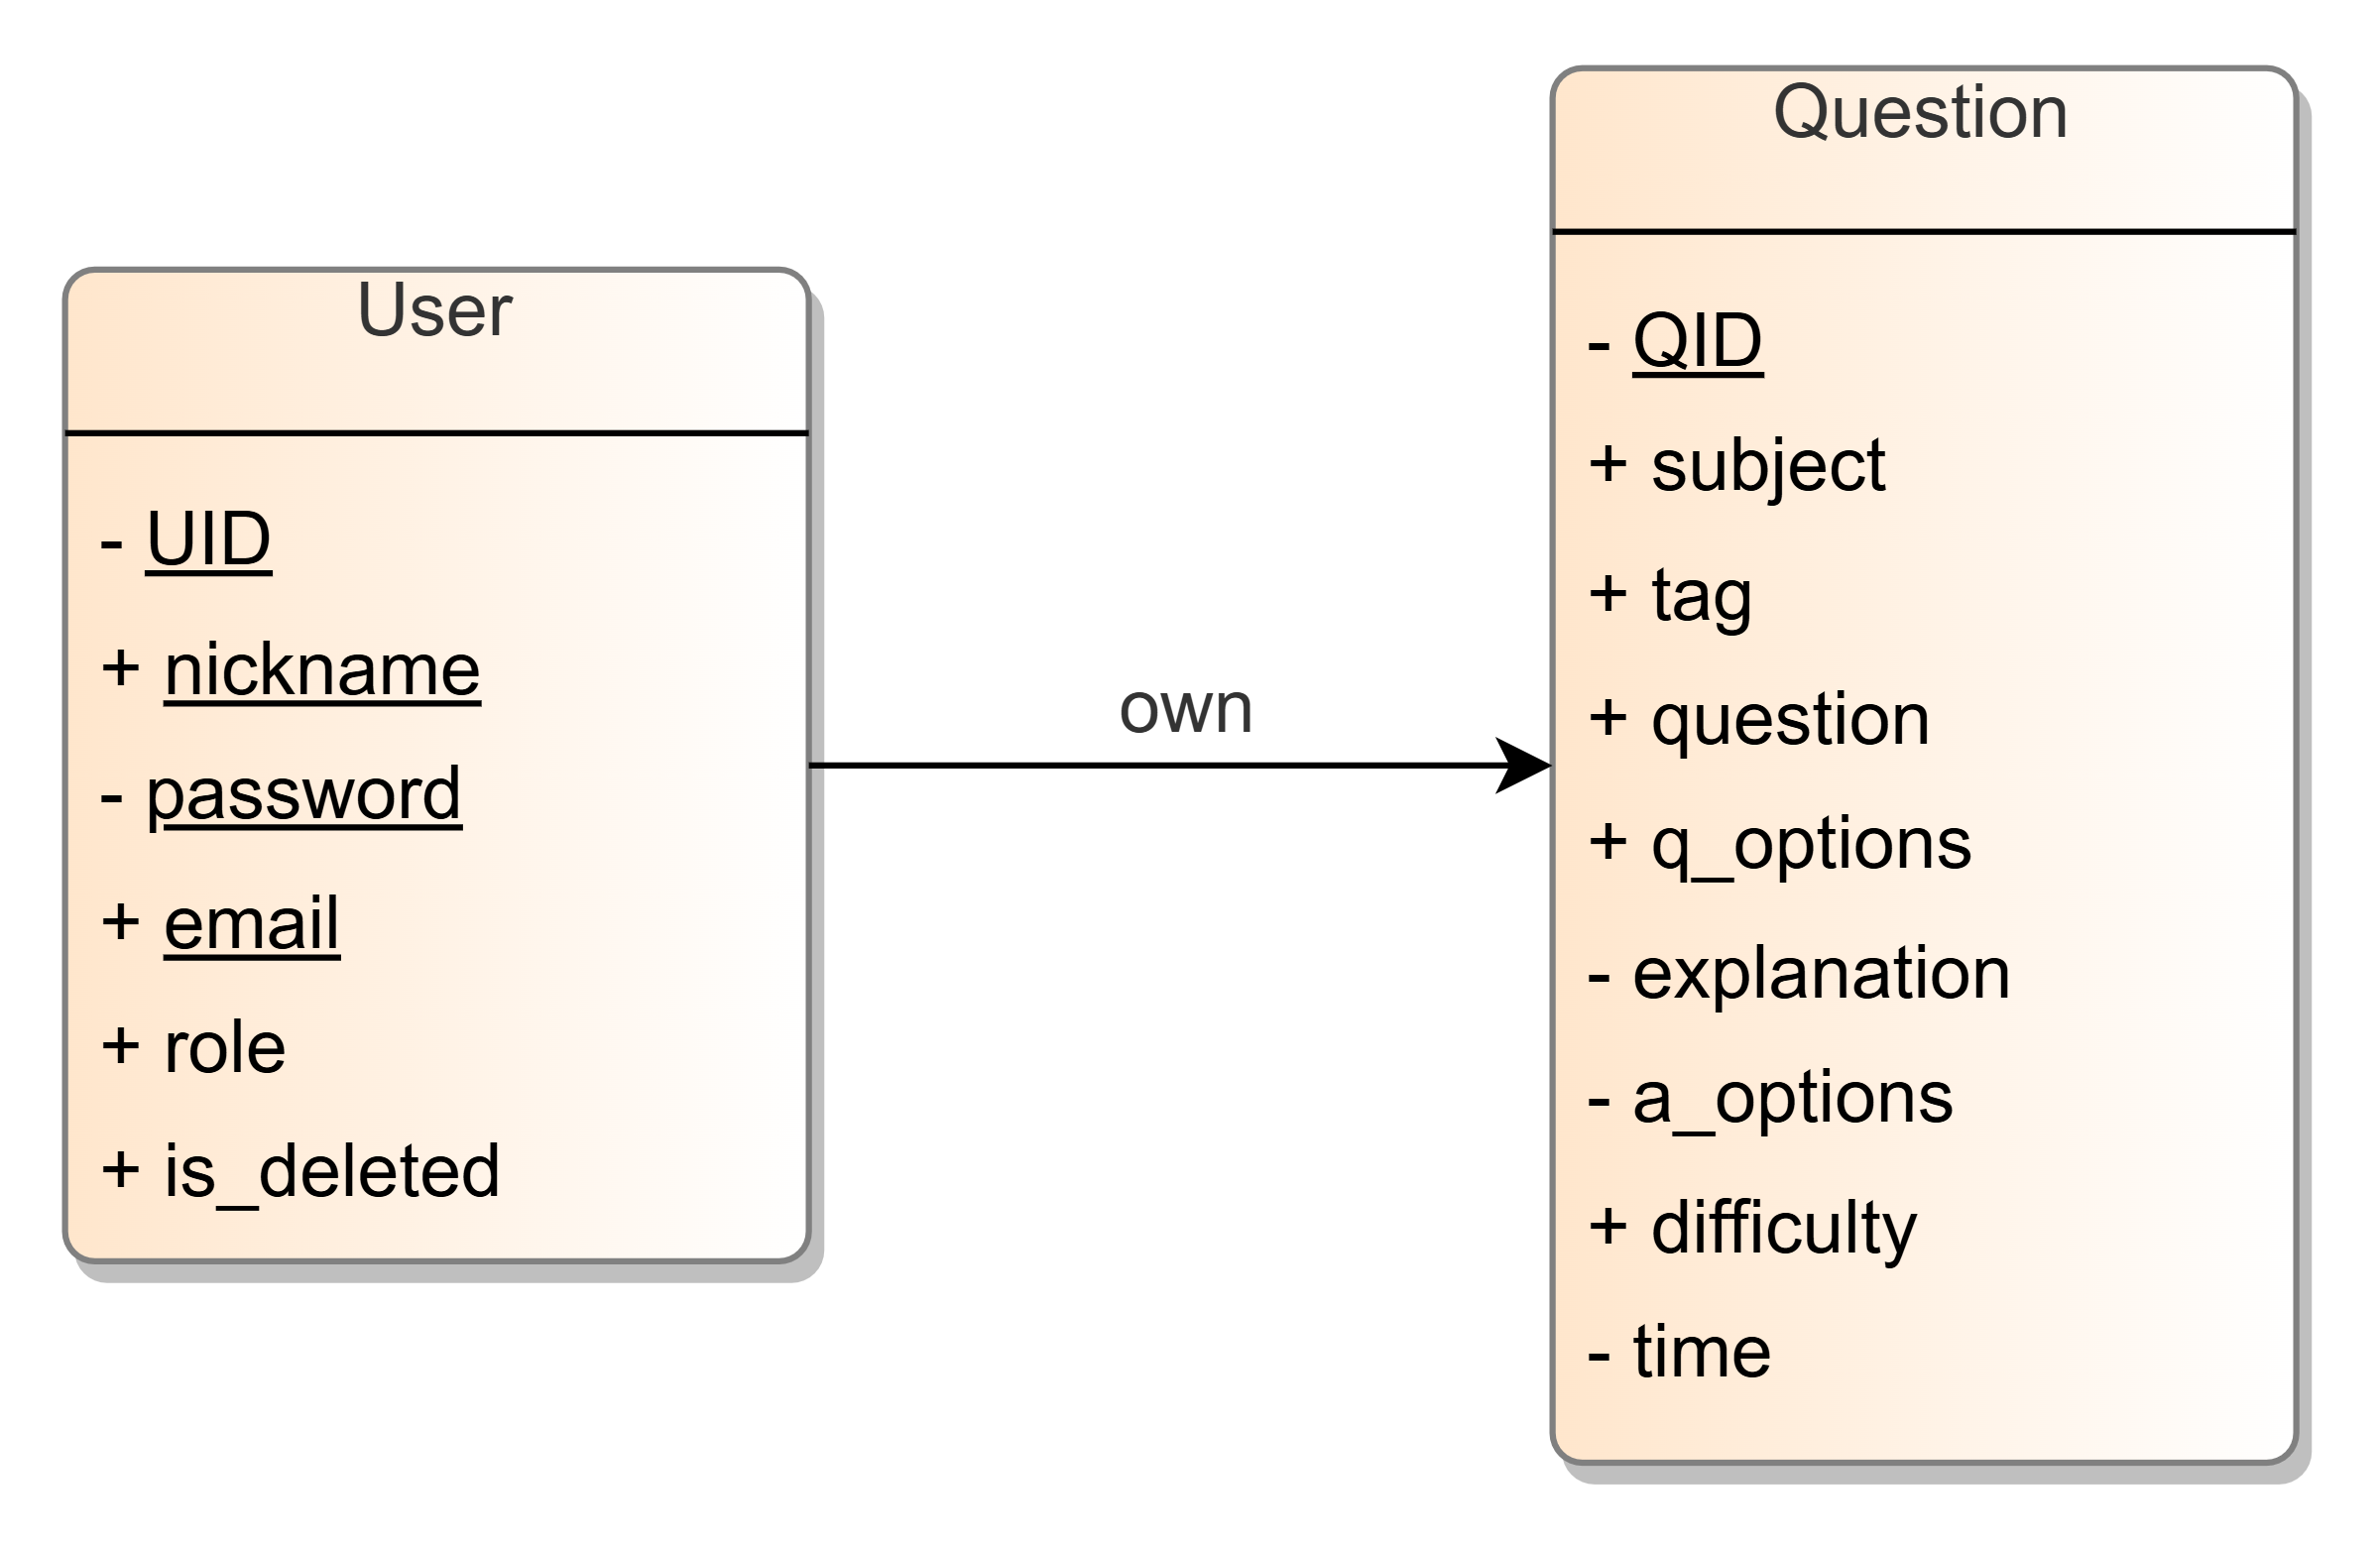 User
- UID
+ nickname
- password
+ email
+ role
+ is_deleted
own
Question
- QID
+ subject
+ tag
+ question
+ q_options
- explanation
- a_options
+ difficulty
- time